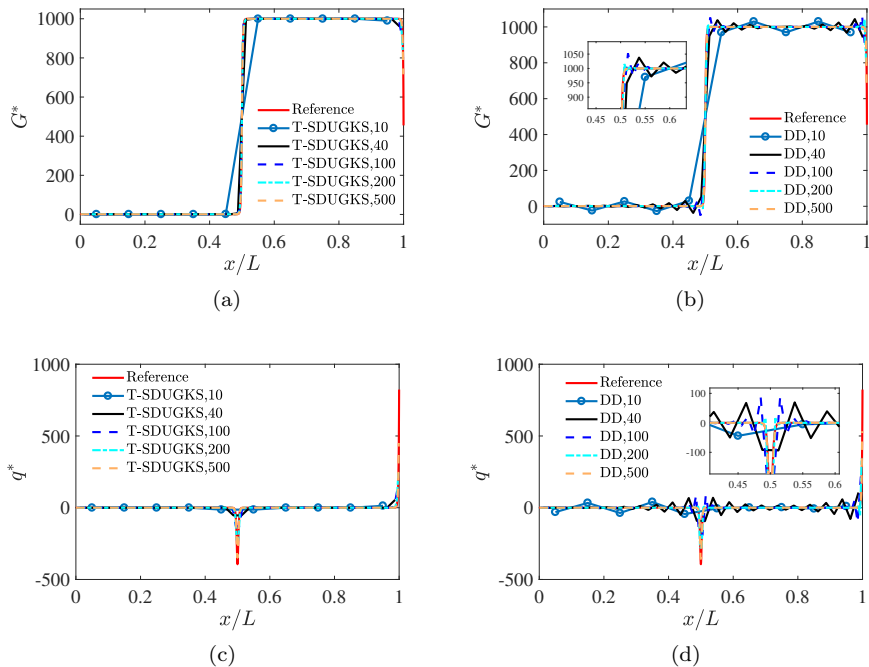 1000
800
600
400
200
0
G*
0 0.2 0.4 0.6 0.8 1
x/L
Reference
T-SDUGKS,10
T-SDUGKS,40
T-SDUGKS,100
T-SDUGKS,200
T-SDUGKS,500
(a)
1000
800
600
400
200
0
G*
0 0.2 0.4 0.6 0.8 1
x/L
1050
1000
950
900
0.45 0.5 0.55 0.6
Reference
DD,10
DD,40
DD,100
DD,200
DD,500
(b)
1000
500
0
-500
q*
0 0.2 0.4 0.6 0.8 1
x/L
Reference
T-SDUGKS,10
T-SDUGKS,40
T-SDUGKS,100
T-SDUGKS,200
T-SDUGKS,500
(c)
1000
500
0
-500
q*
0 0.2 0.4 0.6 0.8 1
x/L
Reference
DD,10
DD,40
DD,100
DD,200
DD,500
100
0
-100
0.45 0.5 0.55 0.6
(d)